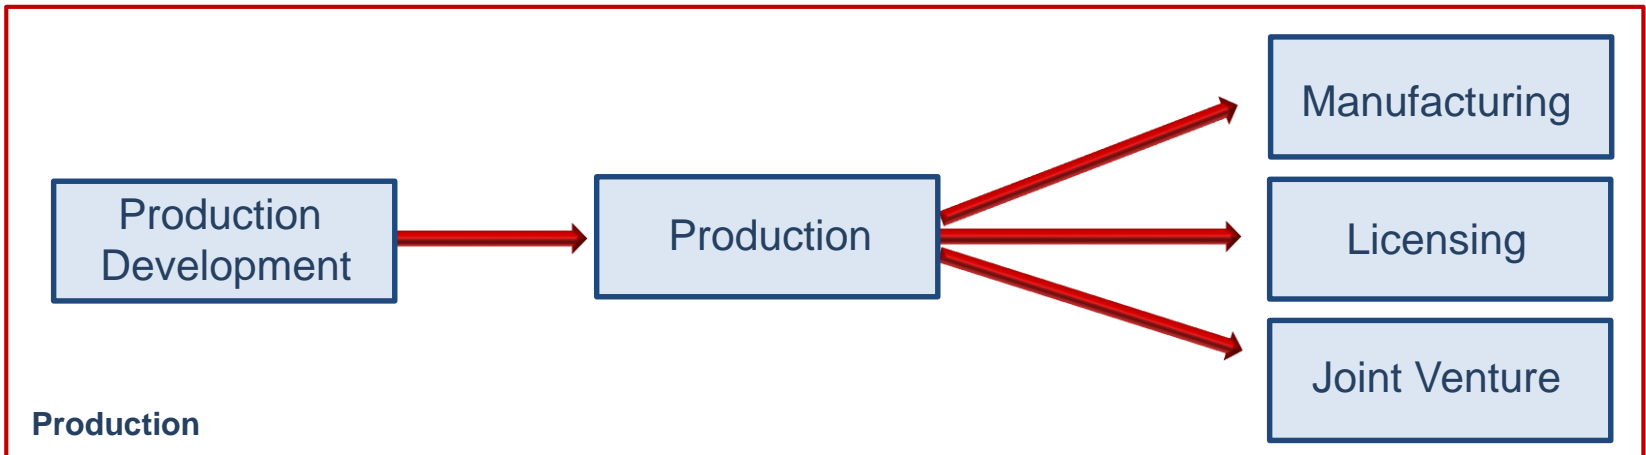 Production
Development
Production
Manufacturing
Licensing
Joint Venture
Production